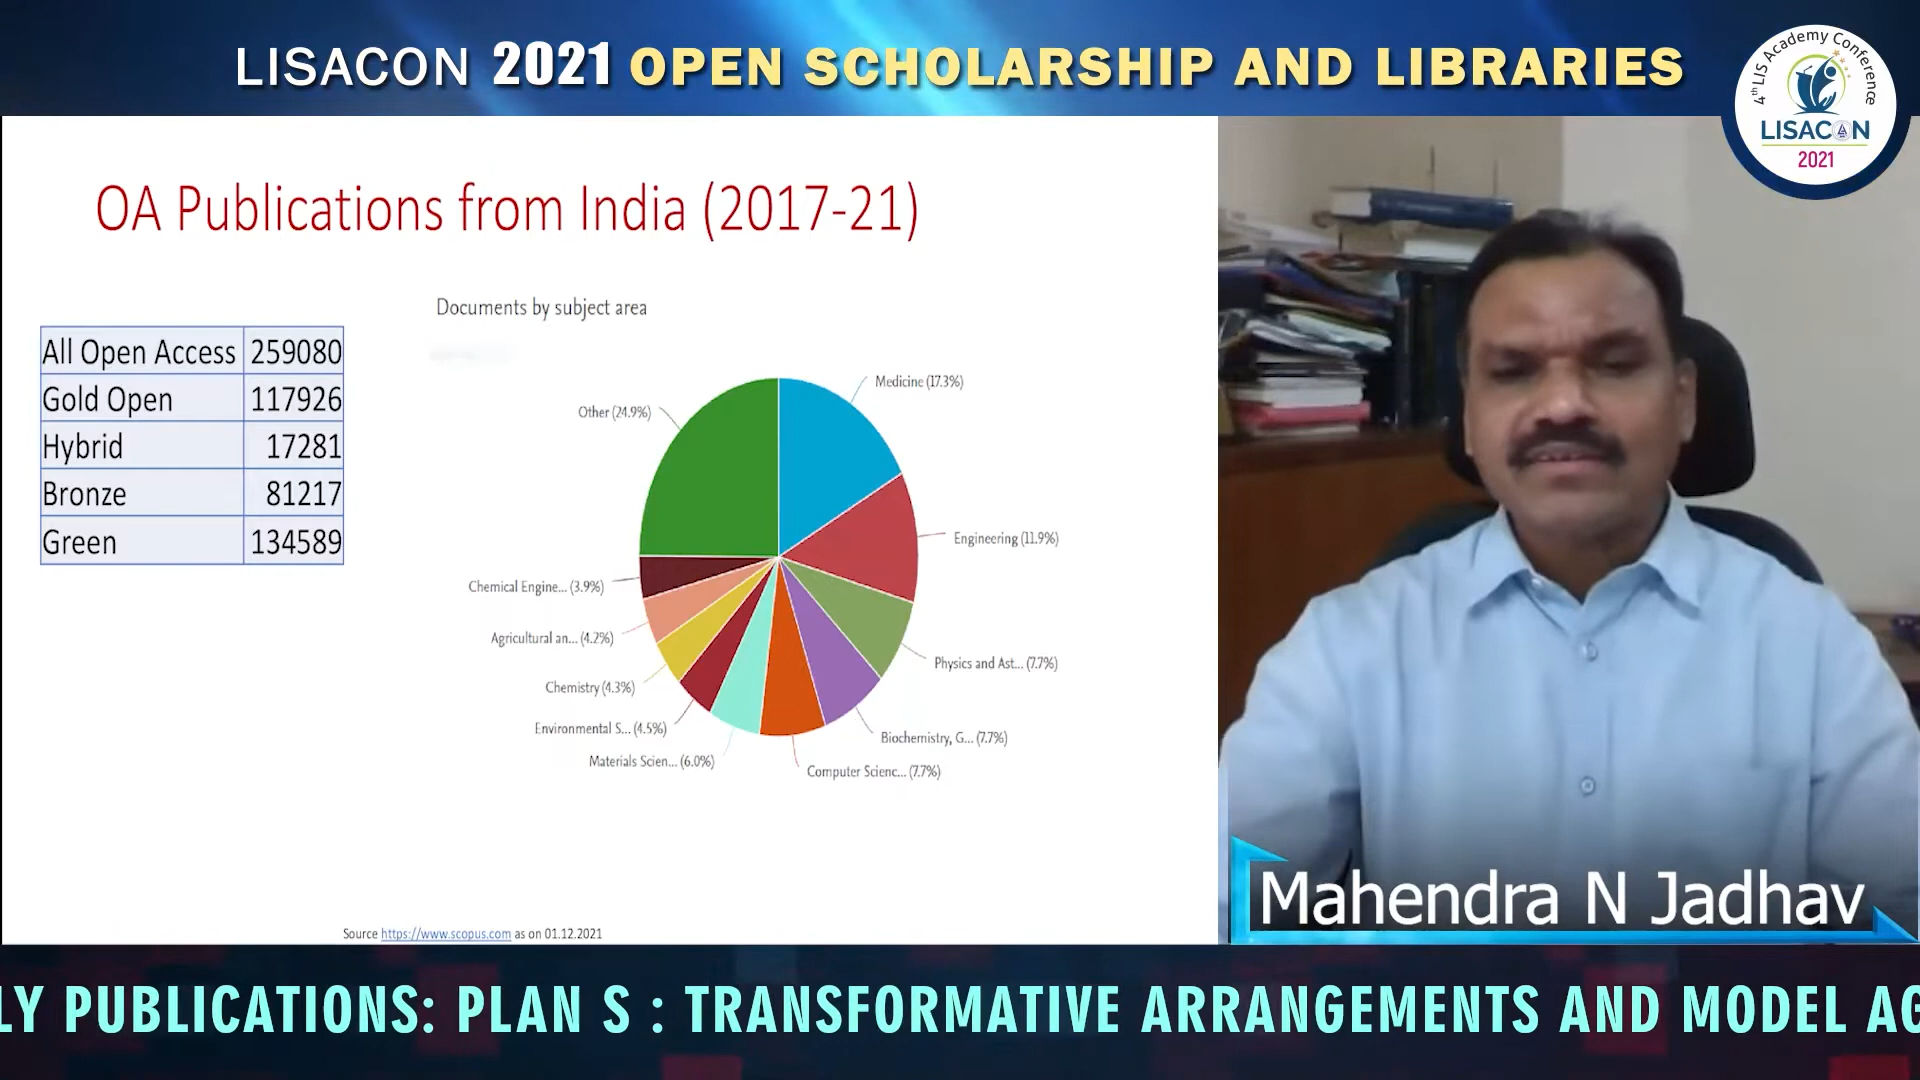 LISACON 2021 OPEN SCHOLARSHIP AND LIBRARIES
4th LIS Academy Conference
LISACON
2021
OA Publications from India (2017-21)
All Open Access 259080
Gold Open 117926
Hybrid 17281
Bronze 81217
Green 134589
Documents by subject area
Medicine (17.3%)
Engineering (11.9%)
Physics and Ast... (7.7%)
Biochemistry, G... (7.7%)
Computer Scienc... (7.7%)
Materials Scien... (6.0%)
Environmental S... (4.5%)
Chemistry (4.3%)
Agricultural an... (4.2%)
Chemical Engine... (3.9%)
Other (24.9%)
Source https://www.scopus.com as on 01.12.2021
Mahendra N Jadhav
LY PUBLICATIONS: PLAN S : TRANSFORMATIVE ARRANGEMENTS AND MODEL AG